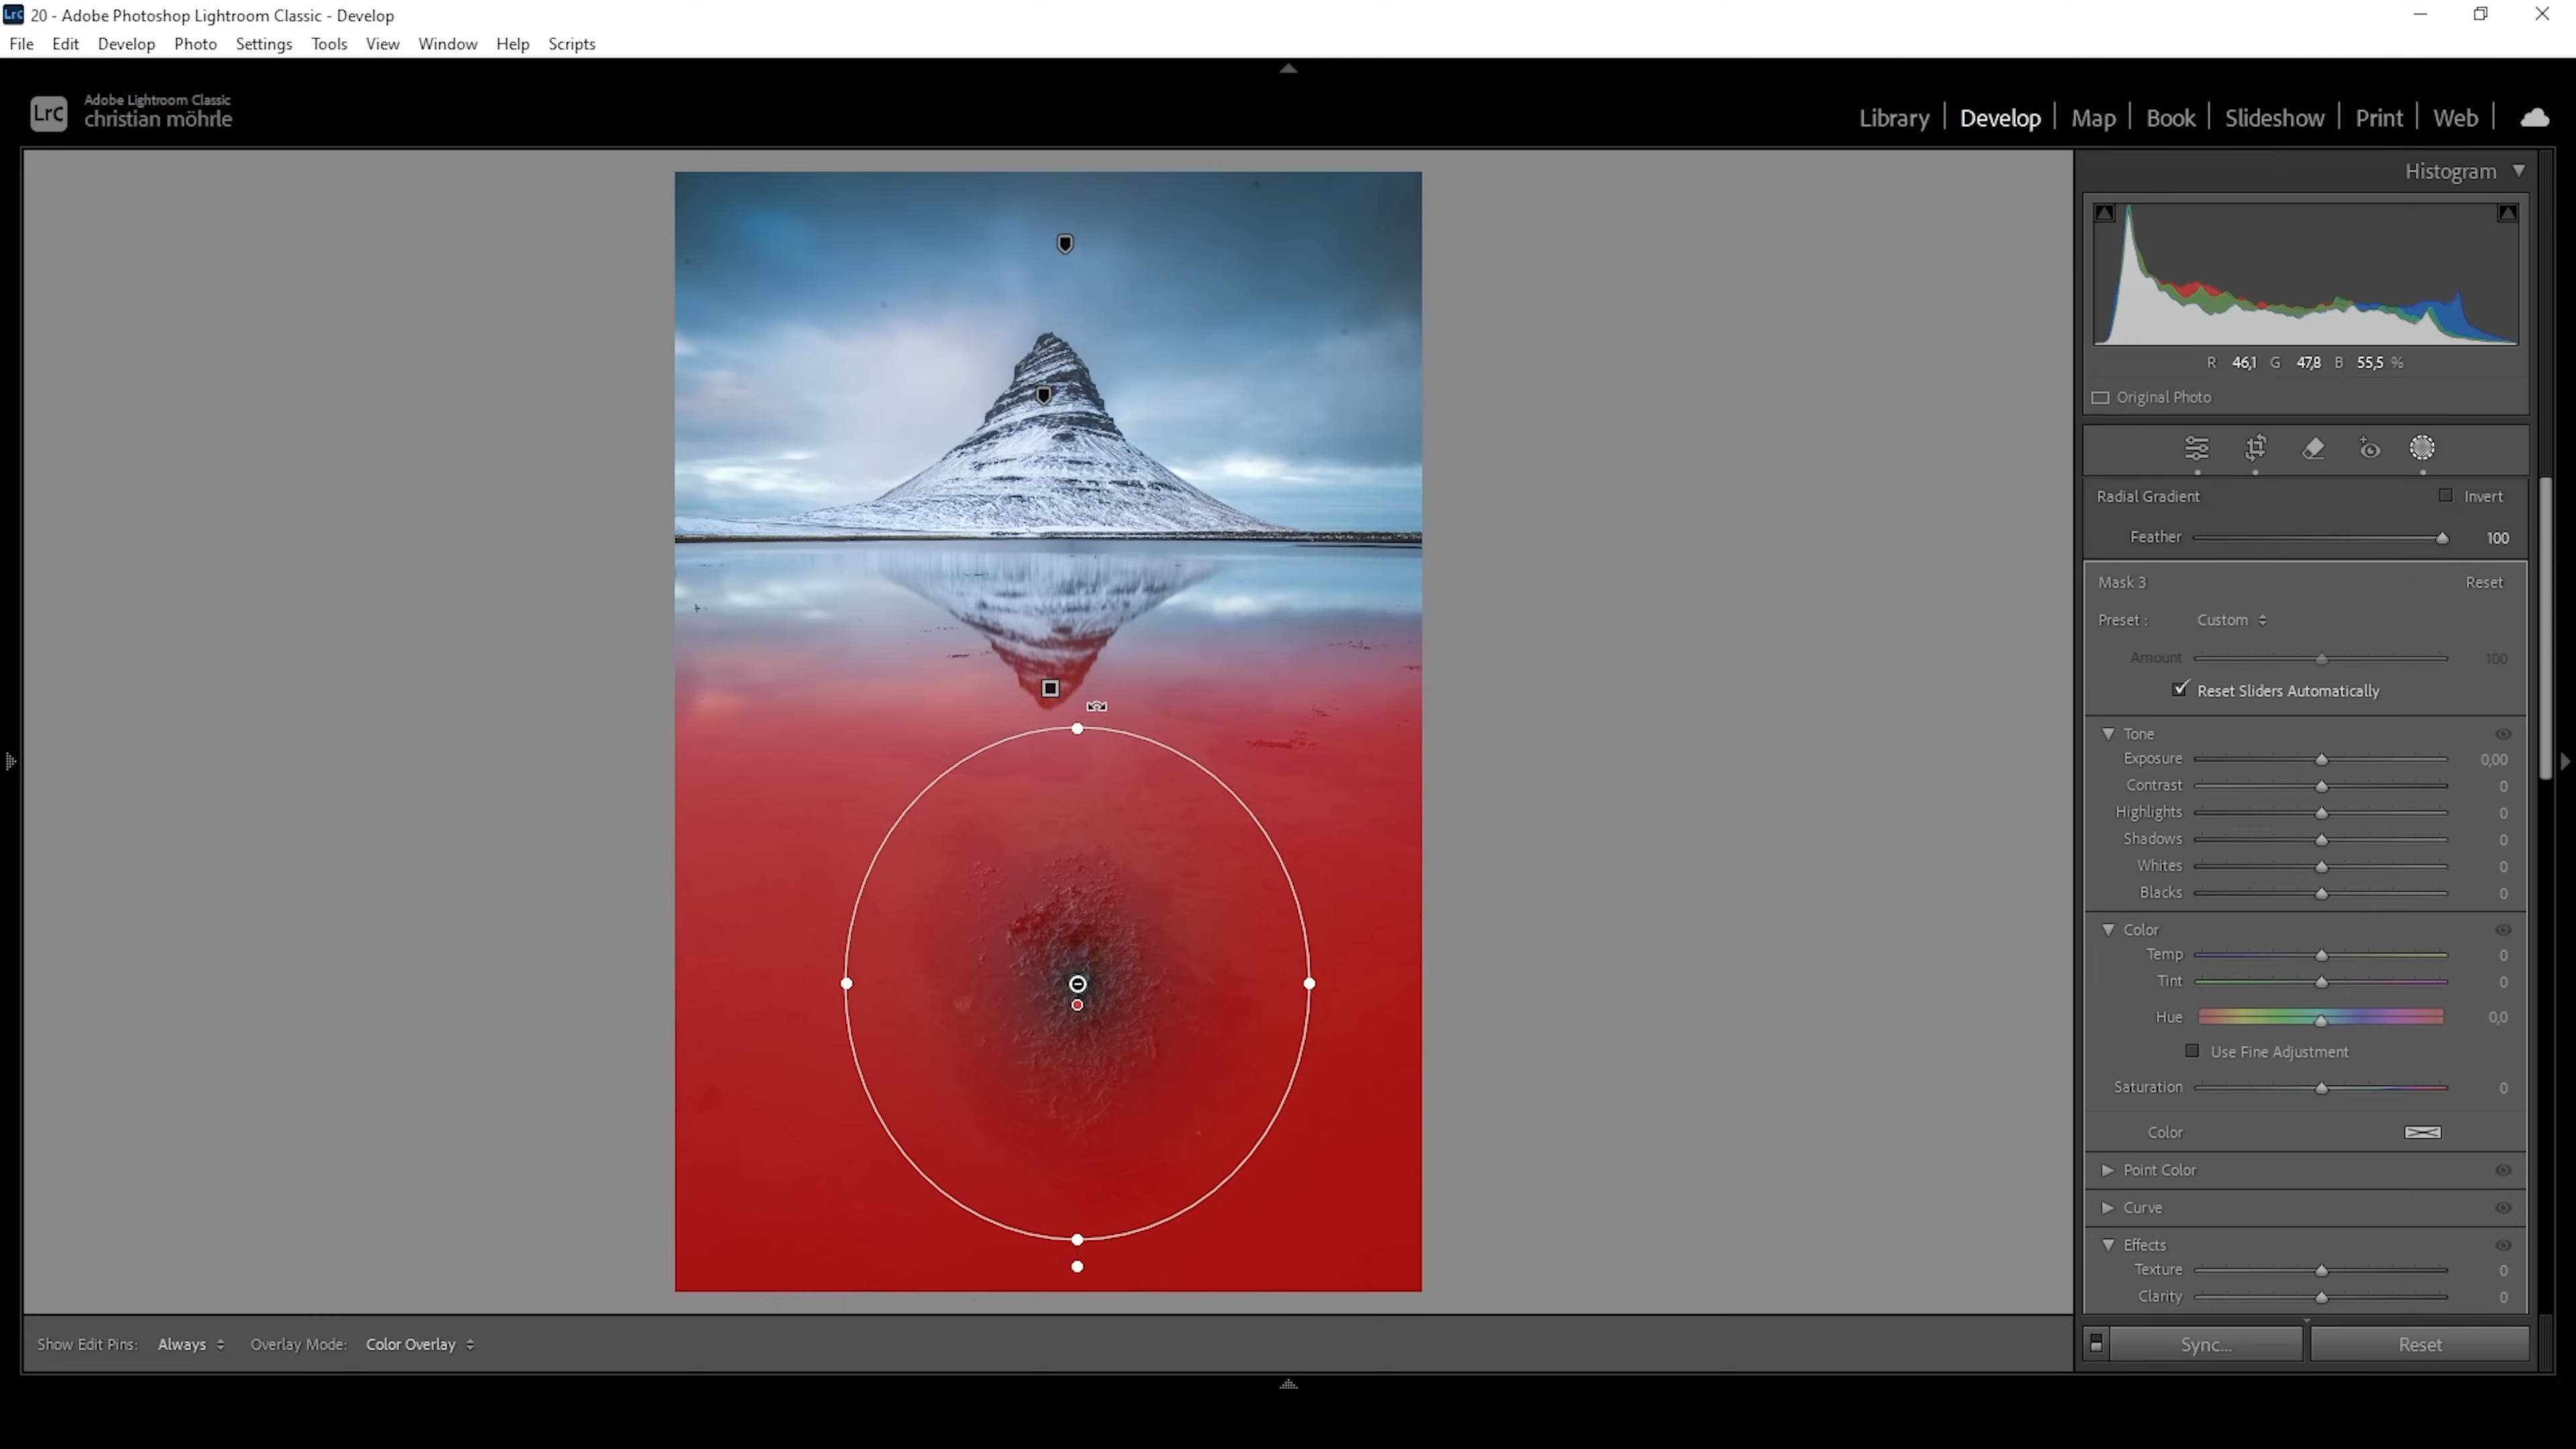 Lrc 20 - Adobe Photoshop Lightroom Classic - Develop
File Edit Develop Photo Settings Tools View Window Help Scripts
Lrc
Adobe Lightroom Classic
christian möhrle
Library | Develop | Map | Book | Slideshow | Print | Web |
Histogram
R 46,1 G 47,8 B 55,5 %
Original Photo
Radial Gradient Invert
Feather 100
Mask 3 Reset
Preset : Custom
Amount 100
Reset Sliders Automatically
Tone
Exposure 0,00
Contrast 0
Highlights 0
Shadows 0
Whites 0
Blacks 0
Color
Temp 0
Tint 0
Hue 0,0
Use Fine Adjustment
Saturation 0
Color
Point Color
Curve
Effects
Texture 0
Clarity 0
Show Edit Pins: Always Overlay Mode: Color Overlay
Sync... Reset